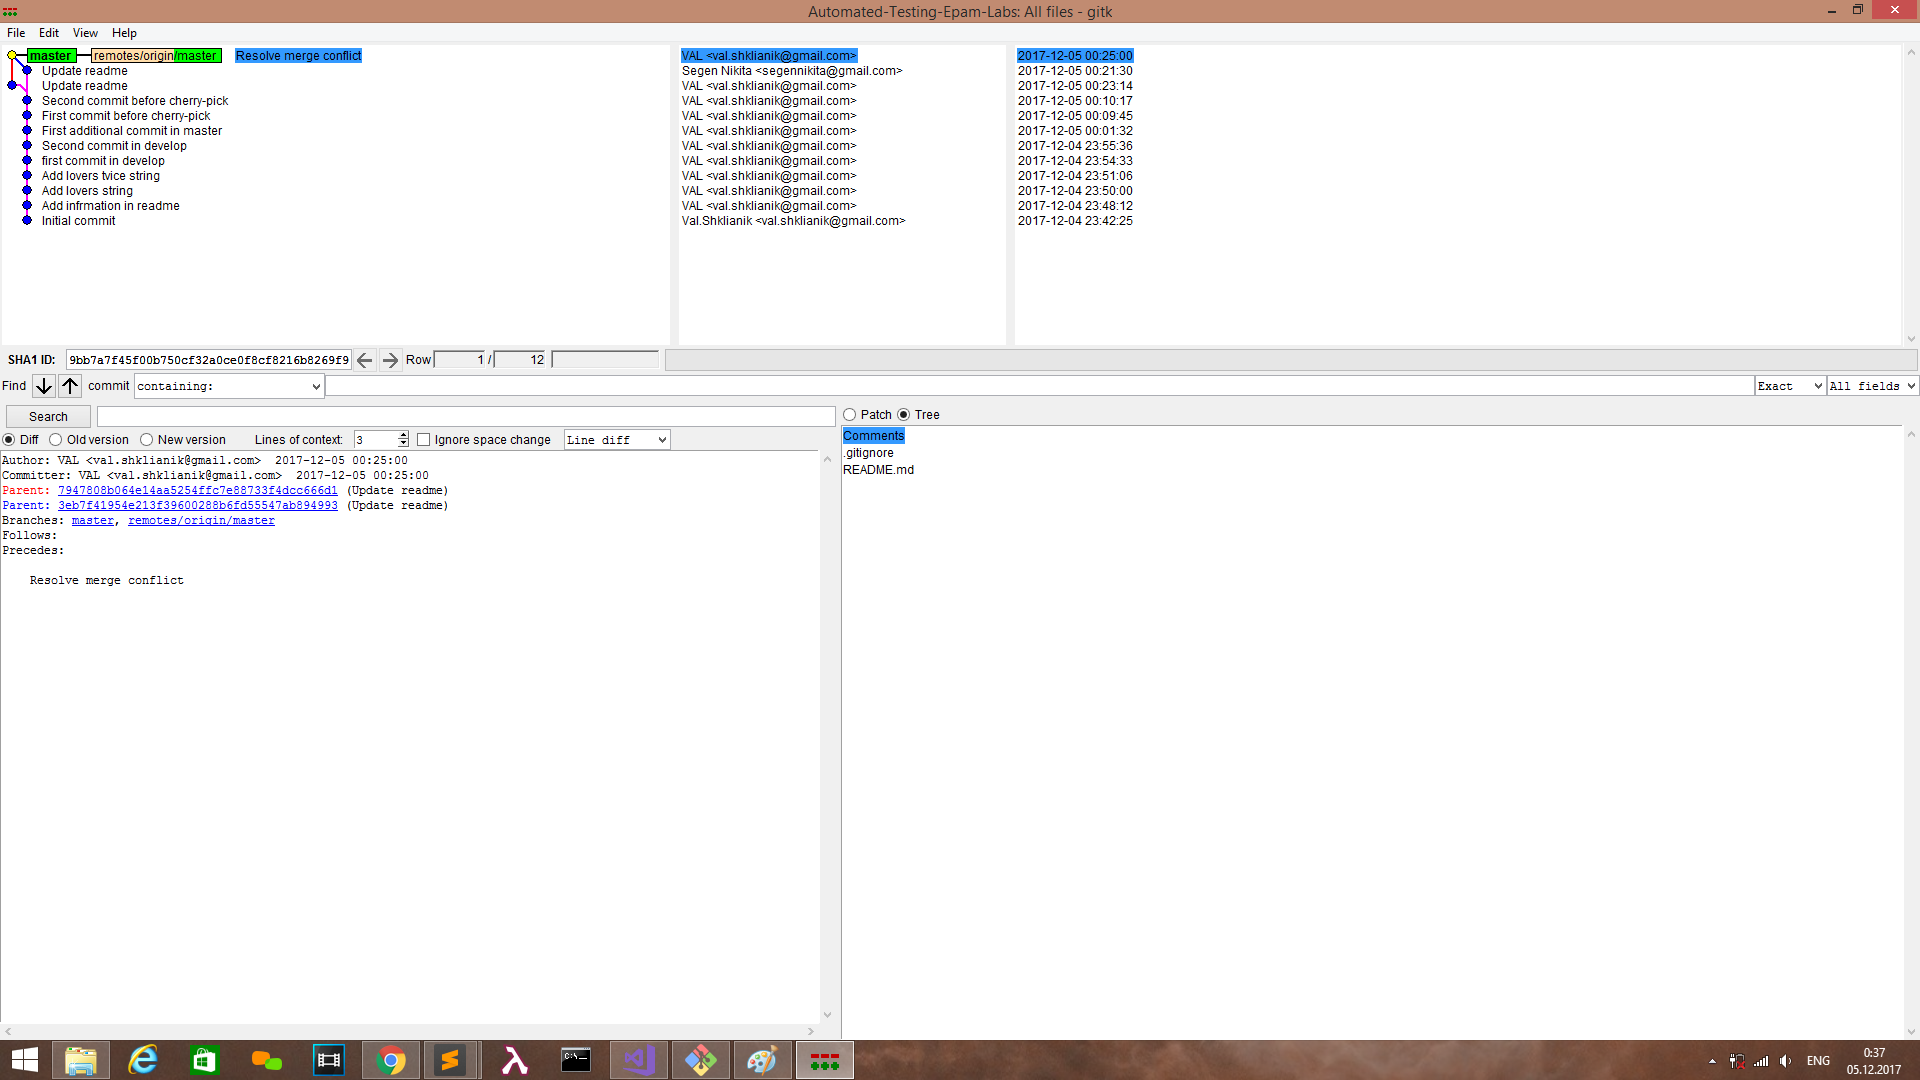 Automated-Testing-Epam-Labs: All files - gitk
File Edit View Help
master remotes/origin/master Resolve merge conflict VAL <val.shklianik@gmail.com> 2017-12-05 00:25:00
Update readme Segen Nikita <segennikita@gmail.com> 2017-12-05 00:21:30
Update readme VAL <val.shklianik@gmail.com> 2017-12-05 00:23:14
Second commit before cherry-pick VAL <val.shklianik@gmail.com> 2017-12-05 00:10:17
First commit before cherry-pick VAL <val.shklianik@gmail.com> 2017-12-05 00:09:45
First additional commit in master VAL <val.shklianik@gmail.com> 2017-12-05 00:01:32
Second commit in develop VAL <val.shklianik@gmail.com> 2017-12-04 23:55:36
first commit in develop VAL <val.shklianik@gmail.com> 2017-12-04 23:54:33
Add lovers tvice string VAL <val.shklianik@gmail.com> 2017-12-04 23:51:06
Add lovers string VAL <val.shklianik@gmail.com> 2017-12-04 23:50:00
Add infrmation in readme VAL <val.shklianik@gmail.com> 2017-12-04 23:48:12
Initial commit Val.Shklianik <val.shklianik@gmail.com> 2017-12-04 23:42:25
SHA1 ID: 9bb7a7f45f00b750cf32a0ce0f8cf8216b8269f9 Row 1 / 12
Find commit containing: Exact All fields
Search Patch Tree
Diff Old version New version Lines of context: 3 Ignore space change Line diff
Comments
.gitignore
README.md
Author: VAL <val.shklianik@gmail.com> 2017-12-05 00:25:00
Committer: VAL <val.shklianik@gmail.com> 2017-12-05 00:25:00
Parent: 7947808b064e14aa5254ffc7e88733f4dcc666d1 (Update readme)
Parent: 3eb7f41954e213f39600288b6fd55547ab894993 (Update readme)
Branches: master, remotes/origin/master
Follows:
Precedes:
Resolve merge conflict
ENG
0:37
05.12.2017